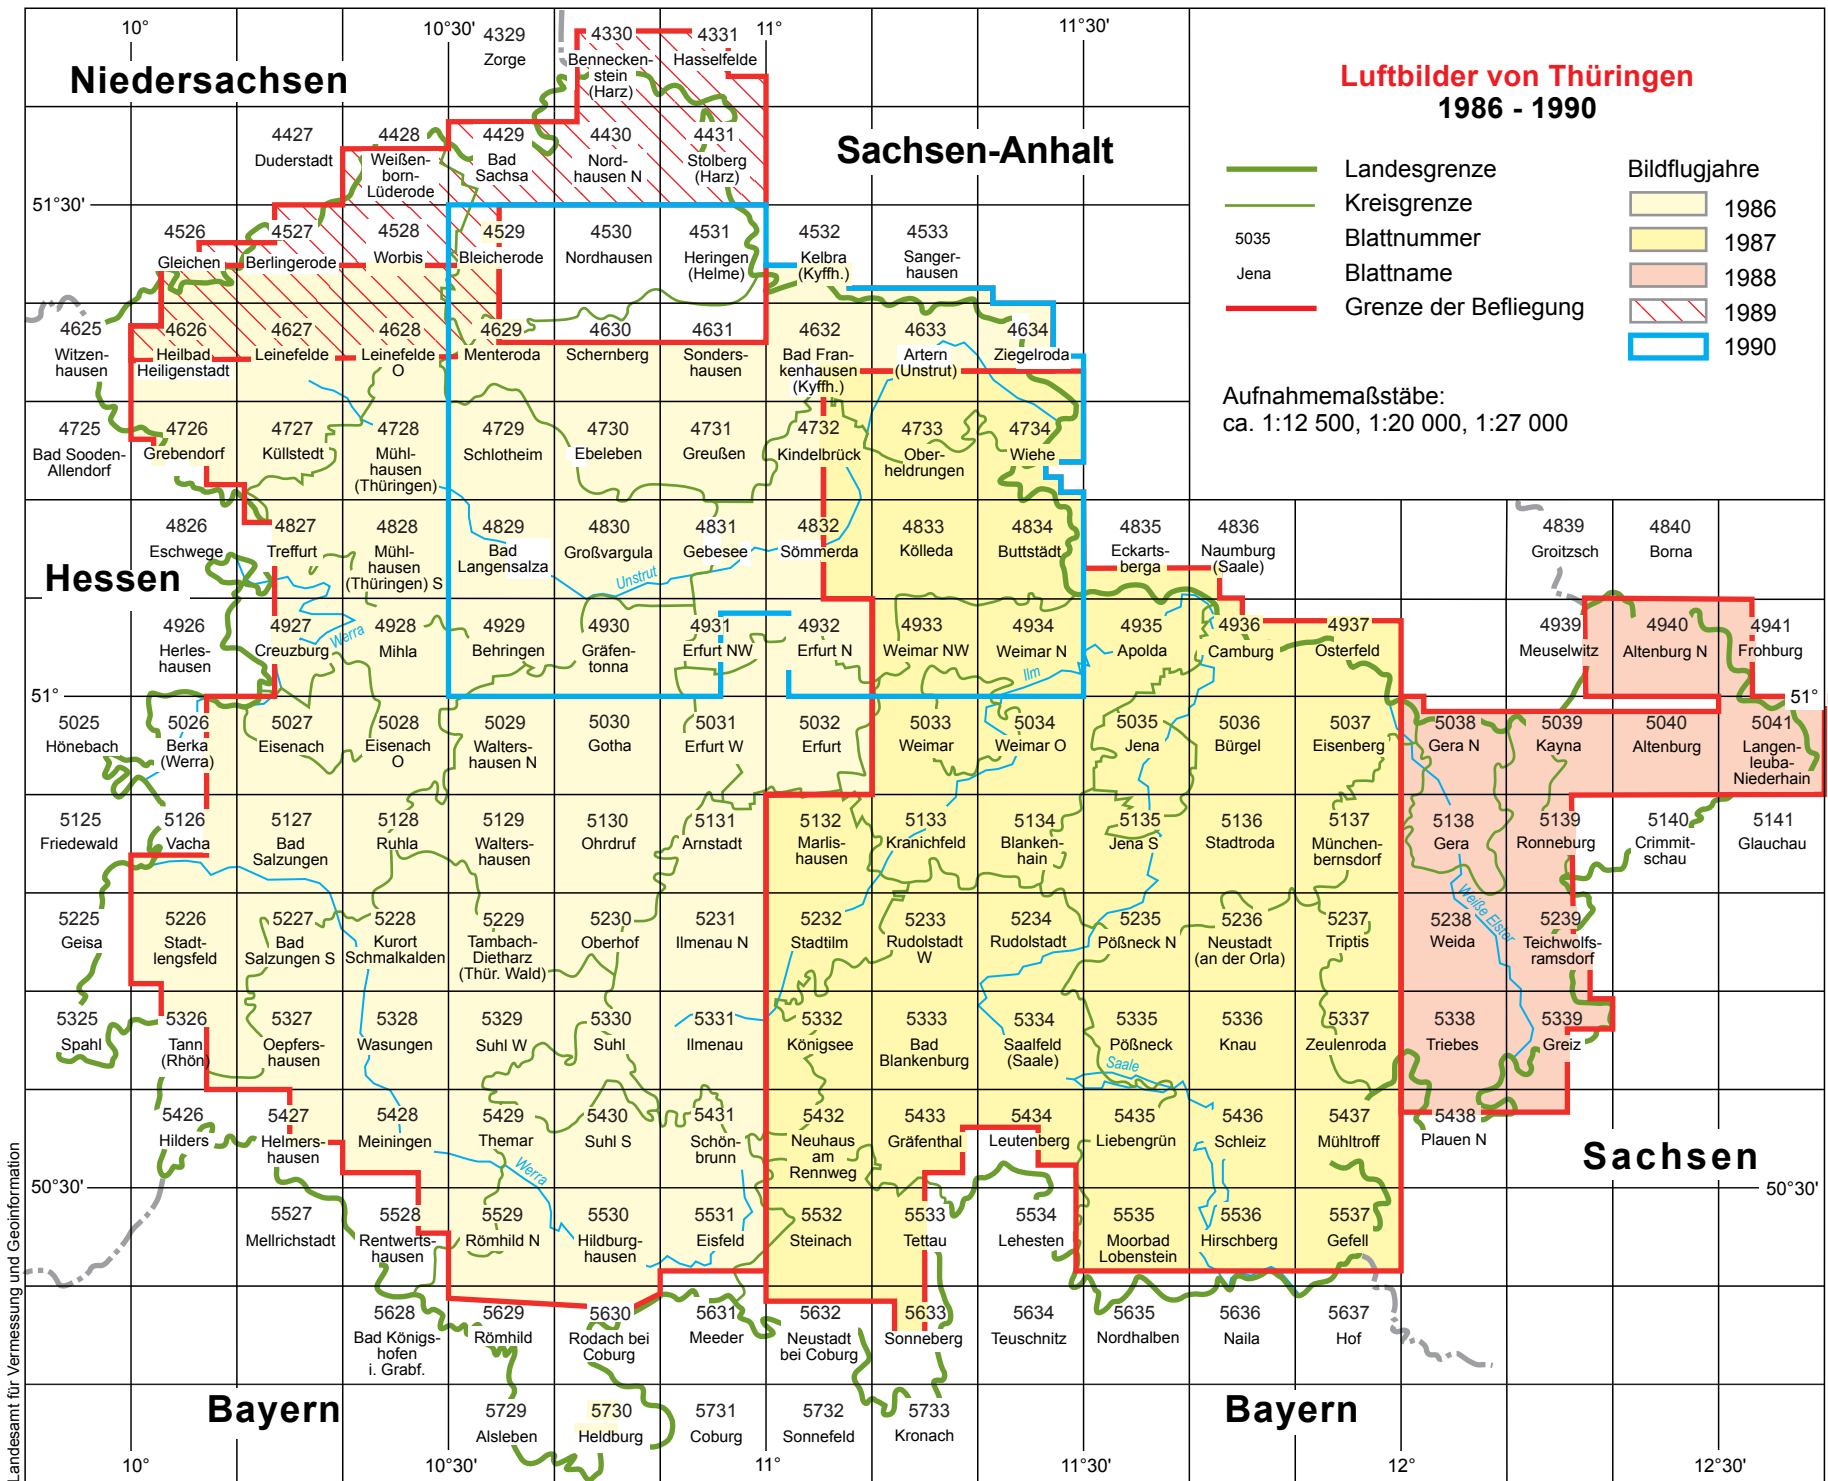 10°
10°30'
11°
11°30'
Niedersachsen
Sachsen-Anhalt
Hessen
Sachsen
Bayern
Bayern
Luftbilder von Thüringen
1986 - 1990
Landesgrenze
Kreisgrenze
5035
Blattnummer
Jena
Blattname
Grenze der Befliegung
Bildflugjahre
1986
1987
1988
1989
1990
Aufnahmemaßstäbe:
ca. 1:12 500, 1:20 000, 1:27 000
4329
Zorge
4330
Bennecken-
stein
(Harz)
4331
Hasselfelde
4427
Duderstadt
4428
Weißen-
born-
Lüderode
4429
Bad
Sachsa
4430
Nord-
hausen N
4431
Stolberg
(Harz)
51°30'
4526
Gleichen
4527
Berlingerode
4528
Worbis
4529
Bleicherode
4530
Nordhausen
4531
Heringen
(Helme)
4532
Kelbra
(Kyffh.)
4533
Sanger-
hausen
4625
Witzen-
hausen
4626
Heilbad
Heiligenstadt
4627
Leinefelde
4628
Leinefelde
O
4629
Menteroda
4630
Schernberg
4631
Sonders-
hausen
4632
Bad Fran-
kenhausen
(Kyffh.)
4633
Artern
(Unstrut)
4634
Ziegelroda
4725
Bad Sooden-
Allendorf
4726
Grebendorf
4727
Küllstedt
4728
Mühl-
hausen
(Thüringen)
4729
Schlotheim
4730
Ebeleben
4731
Greußen
4732
Kindelbrück
4733
Ober-
heldrungen
4734
Wiehe
4826
Eschwege
4827
Treffurt
4828
Mühl-
hausen
(Thüringen) S
4829
Bad
Langensalza
4830
Großvargula
4831
Gebesee
4832
Sömmerda
4833
Kölleda
4834
Buttstädt
4835
Eckarts-
berga
4836
Naumburg
(Saale)
4839
Groitzsch
4840
Borna
Unstrut
4926
Herles-
hausen
4927
Creuzburg
Werra
4928
Mihla
4929
Behringen
4930
Gräfen-
tonna
4931
Erfurt NW
4932
Erfurt N
4933
Weimar NW
4934
Weimar N
Ilm
4935
Apolda
4936
Camburg
4937
Osterfeld
4939
Meuselwitz
4940
Altenburg N
4941
Frohburg
51°
51°
5025
Hönebach
5026
Berka
(Werra)
5027
Eisenach
5028
Eisenach
O
5029
Walters-
hausen N
5030
Gotha
5031
Erfurt W
5032
Erfurt
5033
Weimar
5034
Weimar O
5035
Jena
5036
Bürgel
5037
Eisenberg
5038
Gera N
5039
Kayna
5040
Altenburg
5041
Langen-
leuba-
Niederhain
5125
Friedewald
5126
Vacha
5127
Bad
Salzungen
5128
Ruhla
5129
Walters-
hausen
5130
Ohrdruf
5131
Arnstadt
5132
Marlis-
hausen
5133
Kranichfeld
5134
Blanken-
hain
5135
Jena S
5136
Stadtroda
5137
München-
bernsdorf
5138
Gera
5139
Ronneburg
5140
Crimmit-
schau
5141
Glauchau
Weiße Elster
5225
Geisa
5226
Stadt-
lengsfeld
5227
Bad
Salzungen S
5228
Kurort
Schmalkalden
5229
Tambach-
Dietharz
(Thür. Wald)
5230
Oberhof
5231
Ilmenau N
5232
Stadtilm
5233
Rudolstadt
W
5234
Rudolstadt
5235
Pößneck N
5236
Neustadt
(an der Orla)
5237
Triptis
5238
Weida
5239
Teichwolfs-
ramsdorf
5325
Spahl
5326
Tann
(Rhön)
5327
Oepfers-
hausen
5328
Wasungen
5329
Suhl W
5330
Suhl
5331
Ilmenau
5332
Königsee
5333
Bad
Blankenburg
5334
Saalfeld
(Saale)
5335
Pößneck
5336
Knau
5337
Zeulenroda
5338
Triebes
5339
Greiz
Saale
5426
Hilders
5427
Helmers-
hausen
5428
Meiningen
5429
Themar
5430
Suhl S
5431
Schön-
brunn
5432
Neuhaus
am
Rennweg
5433
Gräfenthal
5434
Leutenberg
5435
Liebengrün
5436
Schleiz
5437
Mühltroff
5438
Plauen N
Werra
50°30'
50°30'
5527
Mellrichstadt
5528
Rentwerts-
hausen
5529
Römhild N
5530
Hildburg-
hausen
5531
Eisfeld
5532
Steinach
5533
Tettau
5534
Lehesten
5535
Moorbad
Lobenstein
5536
Hirschberg
5537
Gefell
5628
Bad Königs-
hofen
i. Grabf.
5629
Römhild
5630
Rodach bei
Coburg
5631
Meeder
5632
Neustadt
bei Coburg
5633
Sonneberg
5634
Teuschnitz
5635
Nordhalben
5636
Naila
5637
Hof
5729
Alsleben
5730
Heldburg
5731
Coburg
5732
Sonnefeld
5733
Kronach
10°
10°30'
11°
11°30'
12°
12°30'
Landesamt für Vermessung und Geoinformation